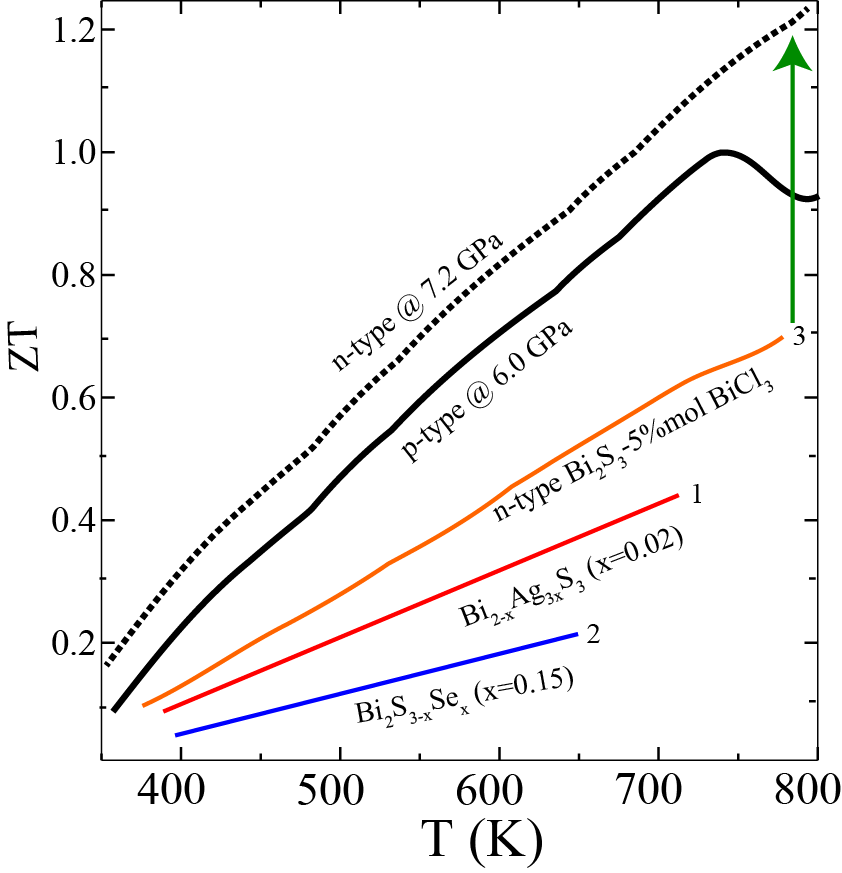 1.2
1.0
0.8
0.6
0.4
0.2
ZT
n-type @ 7.2 GPa
p-type @ 6.0 GPa
3
n-type Bi₂S₃-5%mol BiCl₃
1
Bi₂₋ₓAg₃ₓS₃ (x=0.02)
2
Bi₂S₃₋ₓSeₓ (x=0.15)
400 500 600 700 800
T (K)